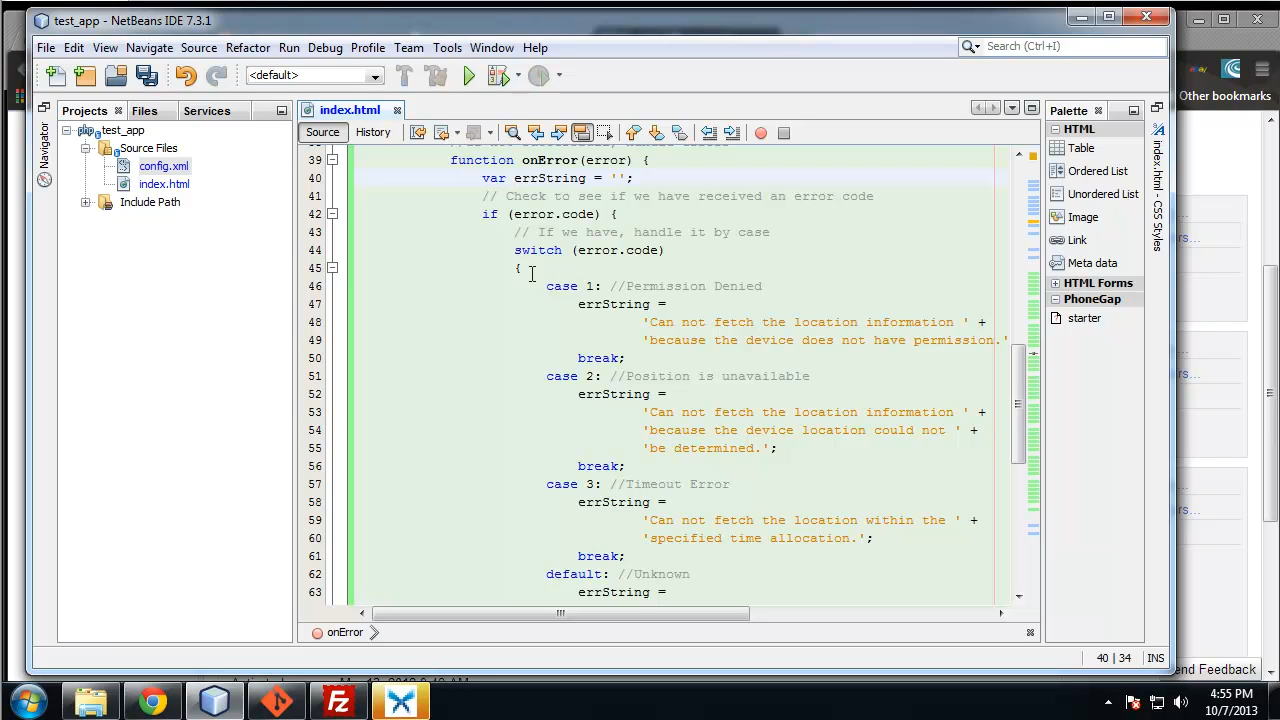 test_app - NetBeans IDE 7.3.1
File Edit View Navigate Source Refactor Run Debug Profile Team Tools Window Help
Search (Ctrl+I)
<default>
Other bookmarks
Projects Files Services
index.html
Palette
Source History
HTML
Navigator
test_app
Source Files
config.xml
index.html
Include Path
Table
Ordered List
Unordered List
Image
Link
Meta data
HTML Forms
PhoneGap
starter
index.html - CSS Styles
39 function onError(error) {
40 var errString = '';
41 // Check to see if we have received an error code
42 if (error.code) {
43 // If we have, handle it by case
44 switch (error.code)
45 {
46 case 1: //Permission Denied
47 errString =
48 'Can not fetch the location information ' +
49 'because the device does not have permission.'
50 break;
51 case 2: //Position is unavailable
52 errString =
53 'Can not fetch the location information ' +
54 'because the device location could not ' +
55 'be determined.';
56 break;
57 case 3: //Timeout Error
58 errString =
59 'Can not fetch the location within the ' +
60 'specified time allocation.';
61 break;
62 default: //Unknown
63 errString =
onError
40 | 34 INS
rs...
rs...
rs...
end Feedback
4:55 PM
10/7/2013